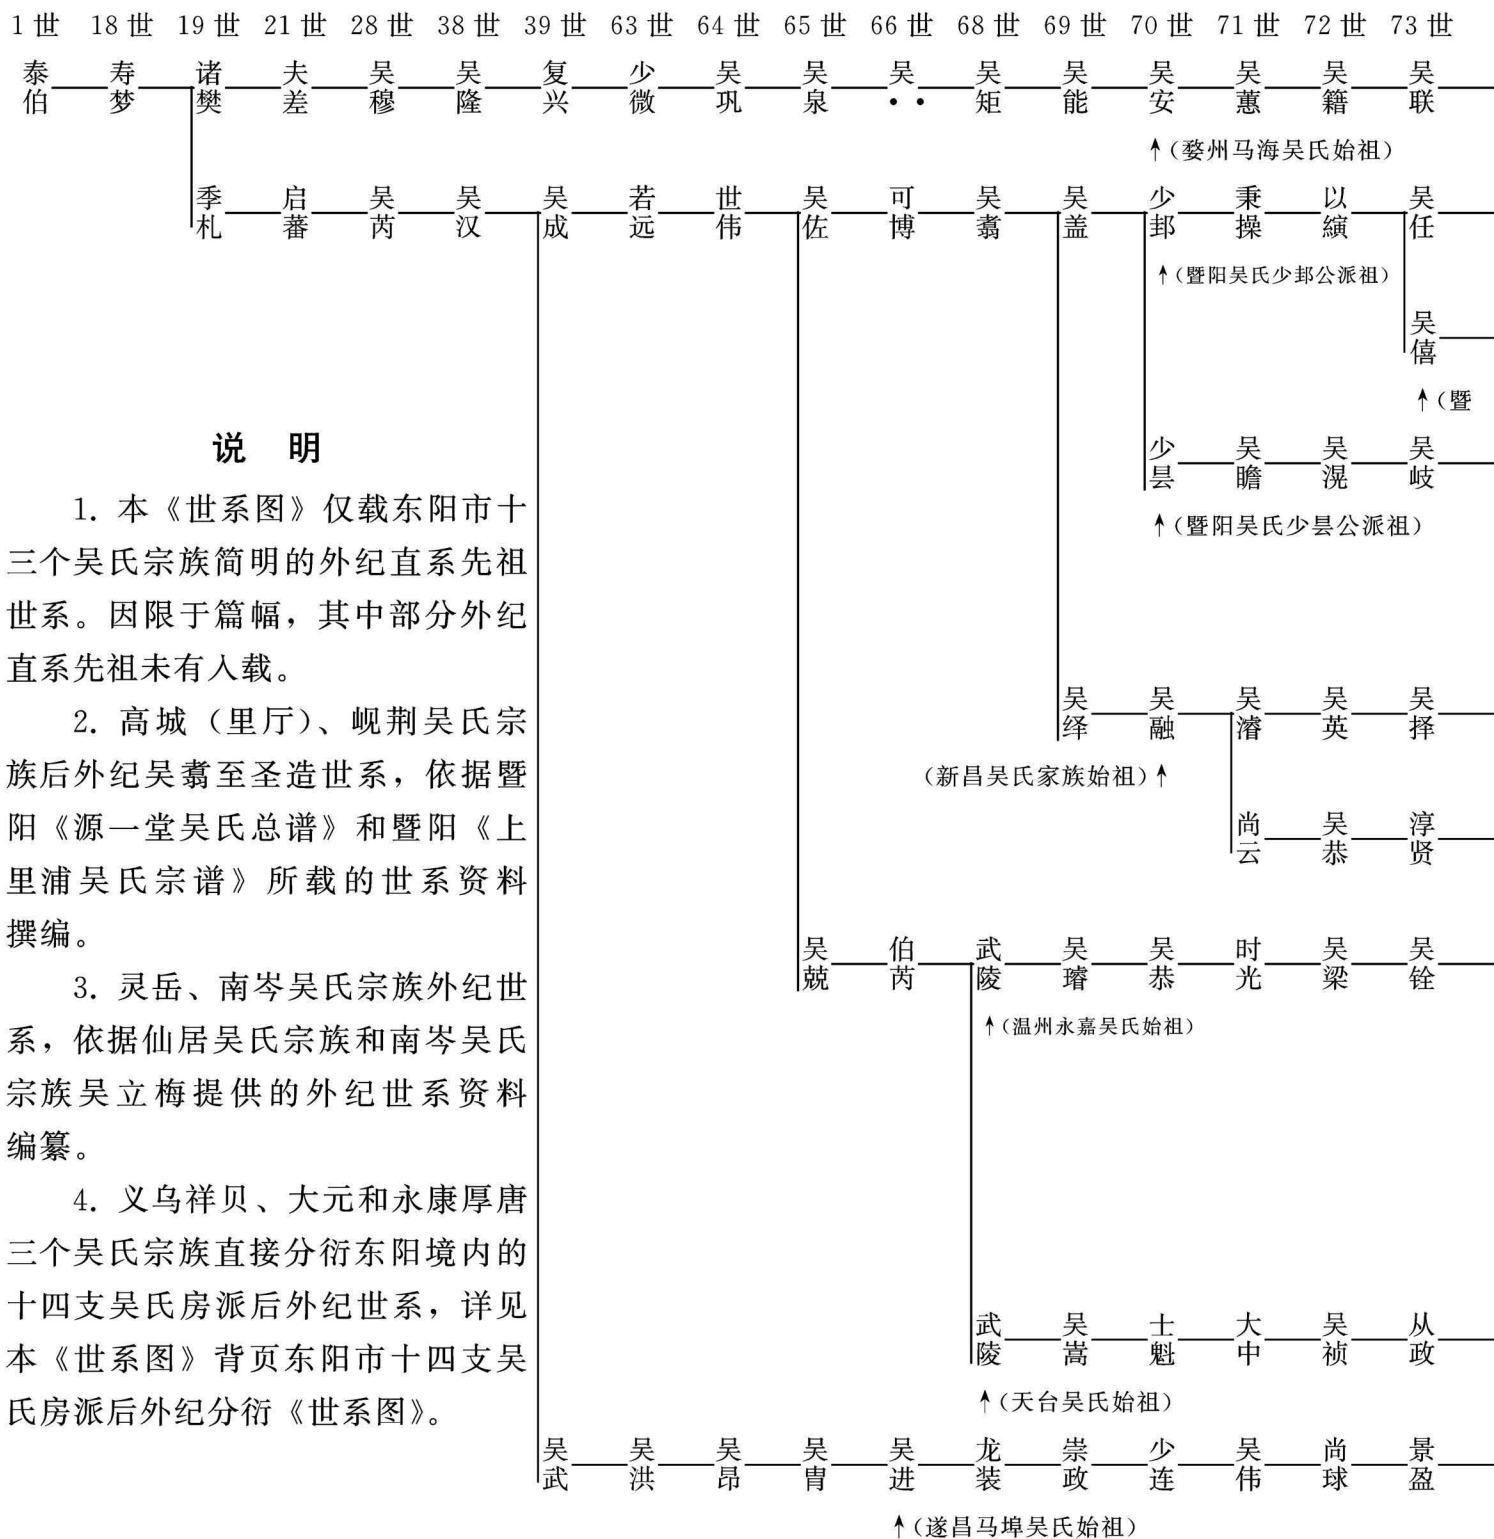 1世 18世 19世 21世 28世 38世 39世 63世 64世 65世 66世 68世 69世 70世 71世 72世 73世
泰伯 寿梦 诸樊 夫差 吴穆 吴隆 复兴 少微 吴巩 吴泉 吴·· 吴矩 吴能 吴安 吴蕙 吴籍 吴联
↑(婺州马海吴氏始祖)
季札 启蕃 吴芮 吴汉 吴成 若远 世伟 吴佐 可博 吴翥 吴盖 少邽 秉操 以縯 吴任
↑(暨阳吴氏少邽公派祖)
吴僖
↑(暨
少昙 吴瞻 吴滉 吴岐
↑(暨阳吴氏少昙公派祖)
吴绎 吴融 吴濬 吴英 吴择
(新昌吴氏家族始祖)↑
尚云 吴恭 淳贤
吴兢 伯芮 武陵 吴璿 吴恭 时光 吴梁 吴铨
↑(温州永嘉吴氏始祖)
武陵 吴嵩 士魁 大中 吴祯 从政
↑(天台吴氏始祖)
吴武 吴洪 吴昂 吴胄 吴进 龙装 崇政 少连 吴伟 尚球 景盈
↑(遂昌马埠吴氏始祖)
说 明
1. 本《世系图》仅载东阳市十
三个吴氏宗族简明的外纪直系先祖
世系。因限于篇幅，其中部分外纪
直系先祖未有入载。
2. 高城（里厅）、岘荆吴氏宗
族后外纪吴翥至圣造世系，依据暨
阳《源一堂吴氏总谱》和暨阳《上
里浦吴氏宗谱》所载的世系资料
撰编。
3. 灵岳、南岑吴氏宗族外纪世
系，依据仙居吴氏宗族和南岑吴氏
宗族吴立梅提供的外纪世系资料
编纂。
4. 义乌祥贝、大元和永康厚唐
三个吴氏宗族直接分衍东阳境内的
十四支吴氏房派后外纪世系，详见
本《世系图》背页东阳市十四支吴
氏房派后外纪分衍《世系图》。